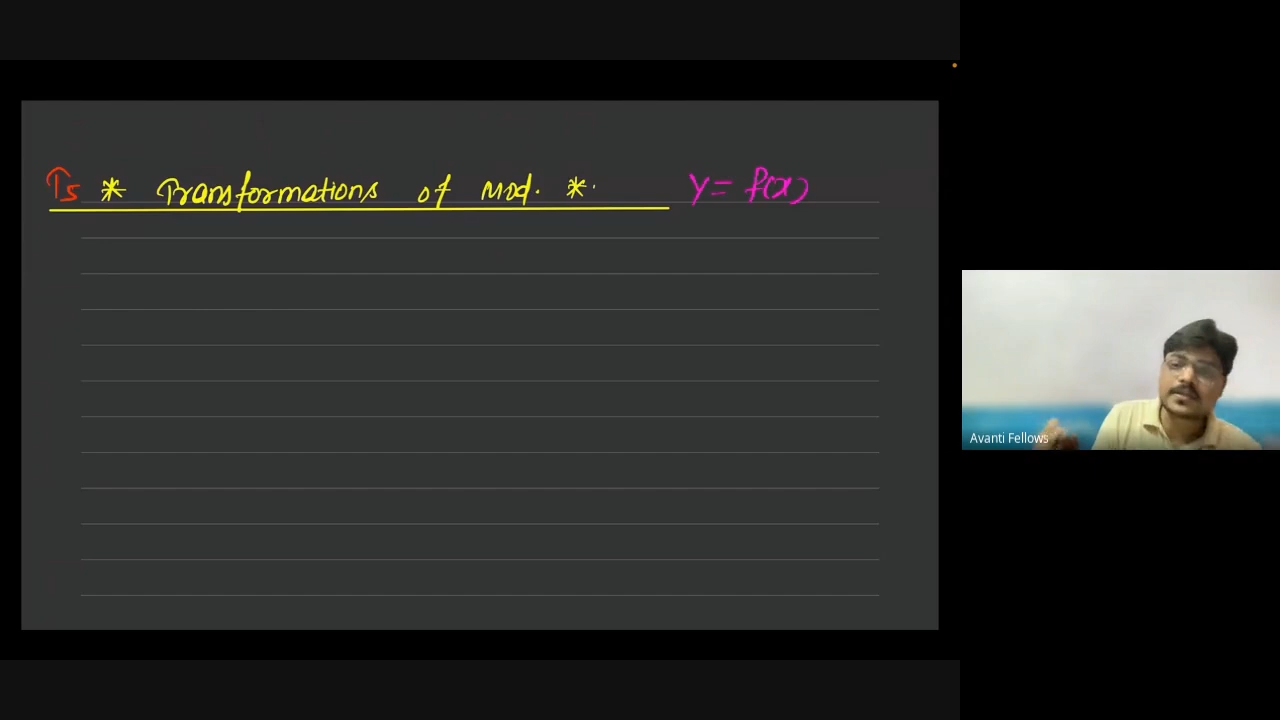 T5 * Transformations of Mod. * y = f(x)
Avanti Fellows